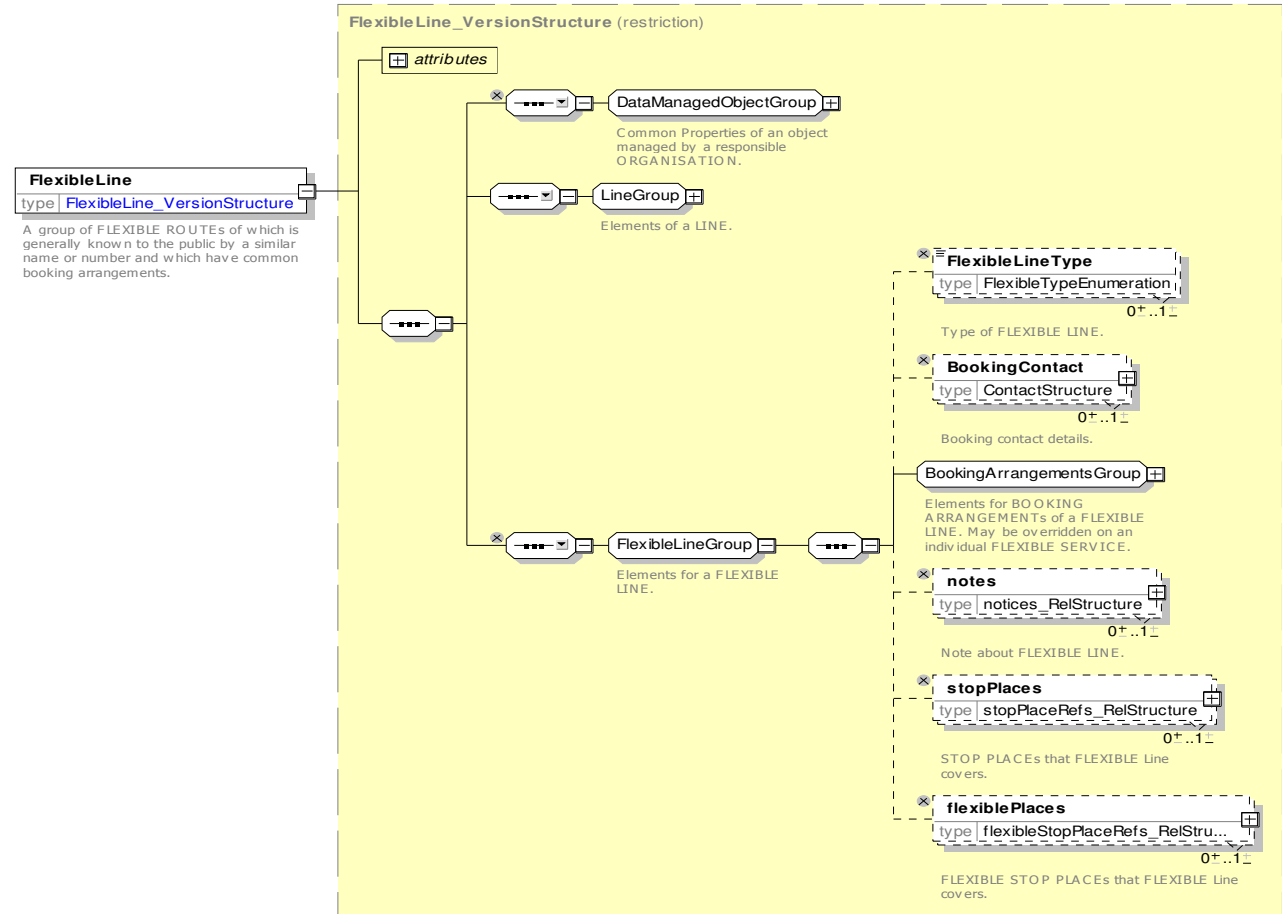 FlexibleLine_VersionStructure (restriction)
attributes
DataManagedObjectGroup
Common Properties of an object
managed by a responsible
ORGANISATION.
FlexibleLine
type FlexibleLine_VersionStructure
A group of FLEXIBLE ROUTEs of which is
generally known to the public by a similar
name or number and which have common
booking arrangements.
LineGroup
Elements of a LINE.
FlexibleLineType
type FlexibleTypeEnumeration
0..1
Type of FLEXIBLE LINE.
BookingContact
type ContactStructure
0..1
Booking contact details.
BookingArrangementsGroup
Elements for BOOKING
ARRANGEMENTs of a FLEXIBLE
LINE. May be overridden on an
individual FLEXIBLE SERVICE.
FlexibleLineGroup
Elements for a FLEXIBLE
LINE.
notes
type notices_RelStructure
0..1
Note about FLEXIBLE LINE.
stopPlaces
type stopPlaceRefs_RelStructure
0..1
STOP PLACEs that FLEXIBLE Line
covers.
flexiblePlaces
type flexibleStopPlaceRefs_RelStru...
0..1
FLEXIBLE STOP PLACEs that FLEXIBLE Line
covers.